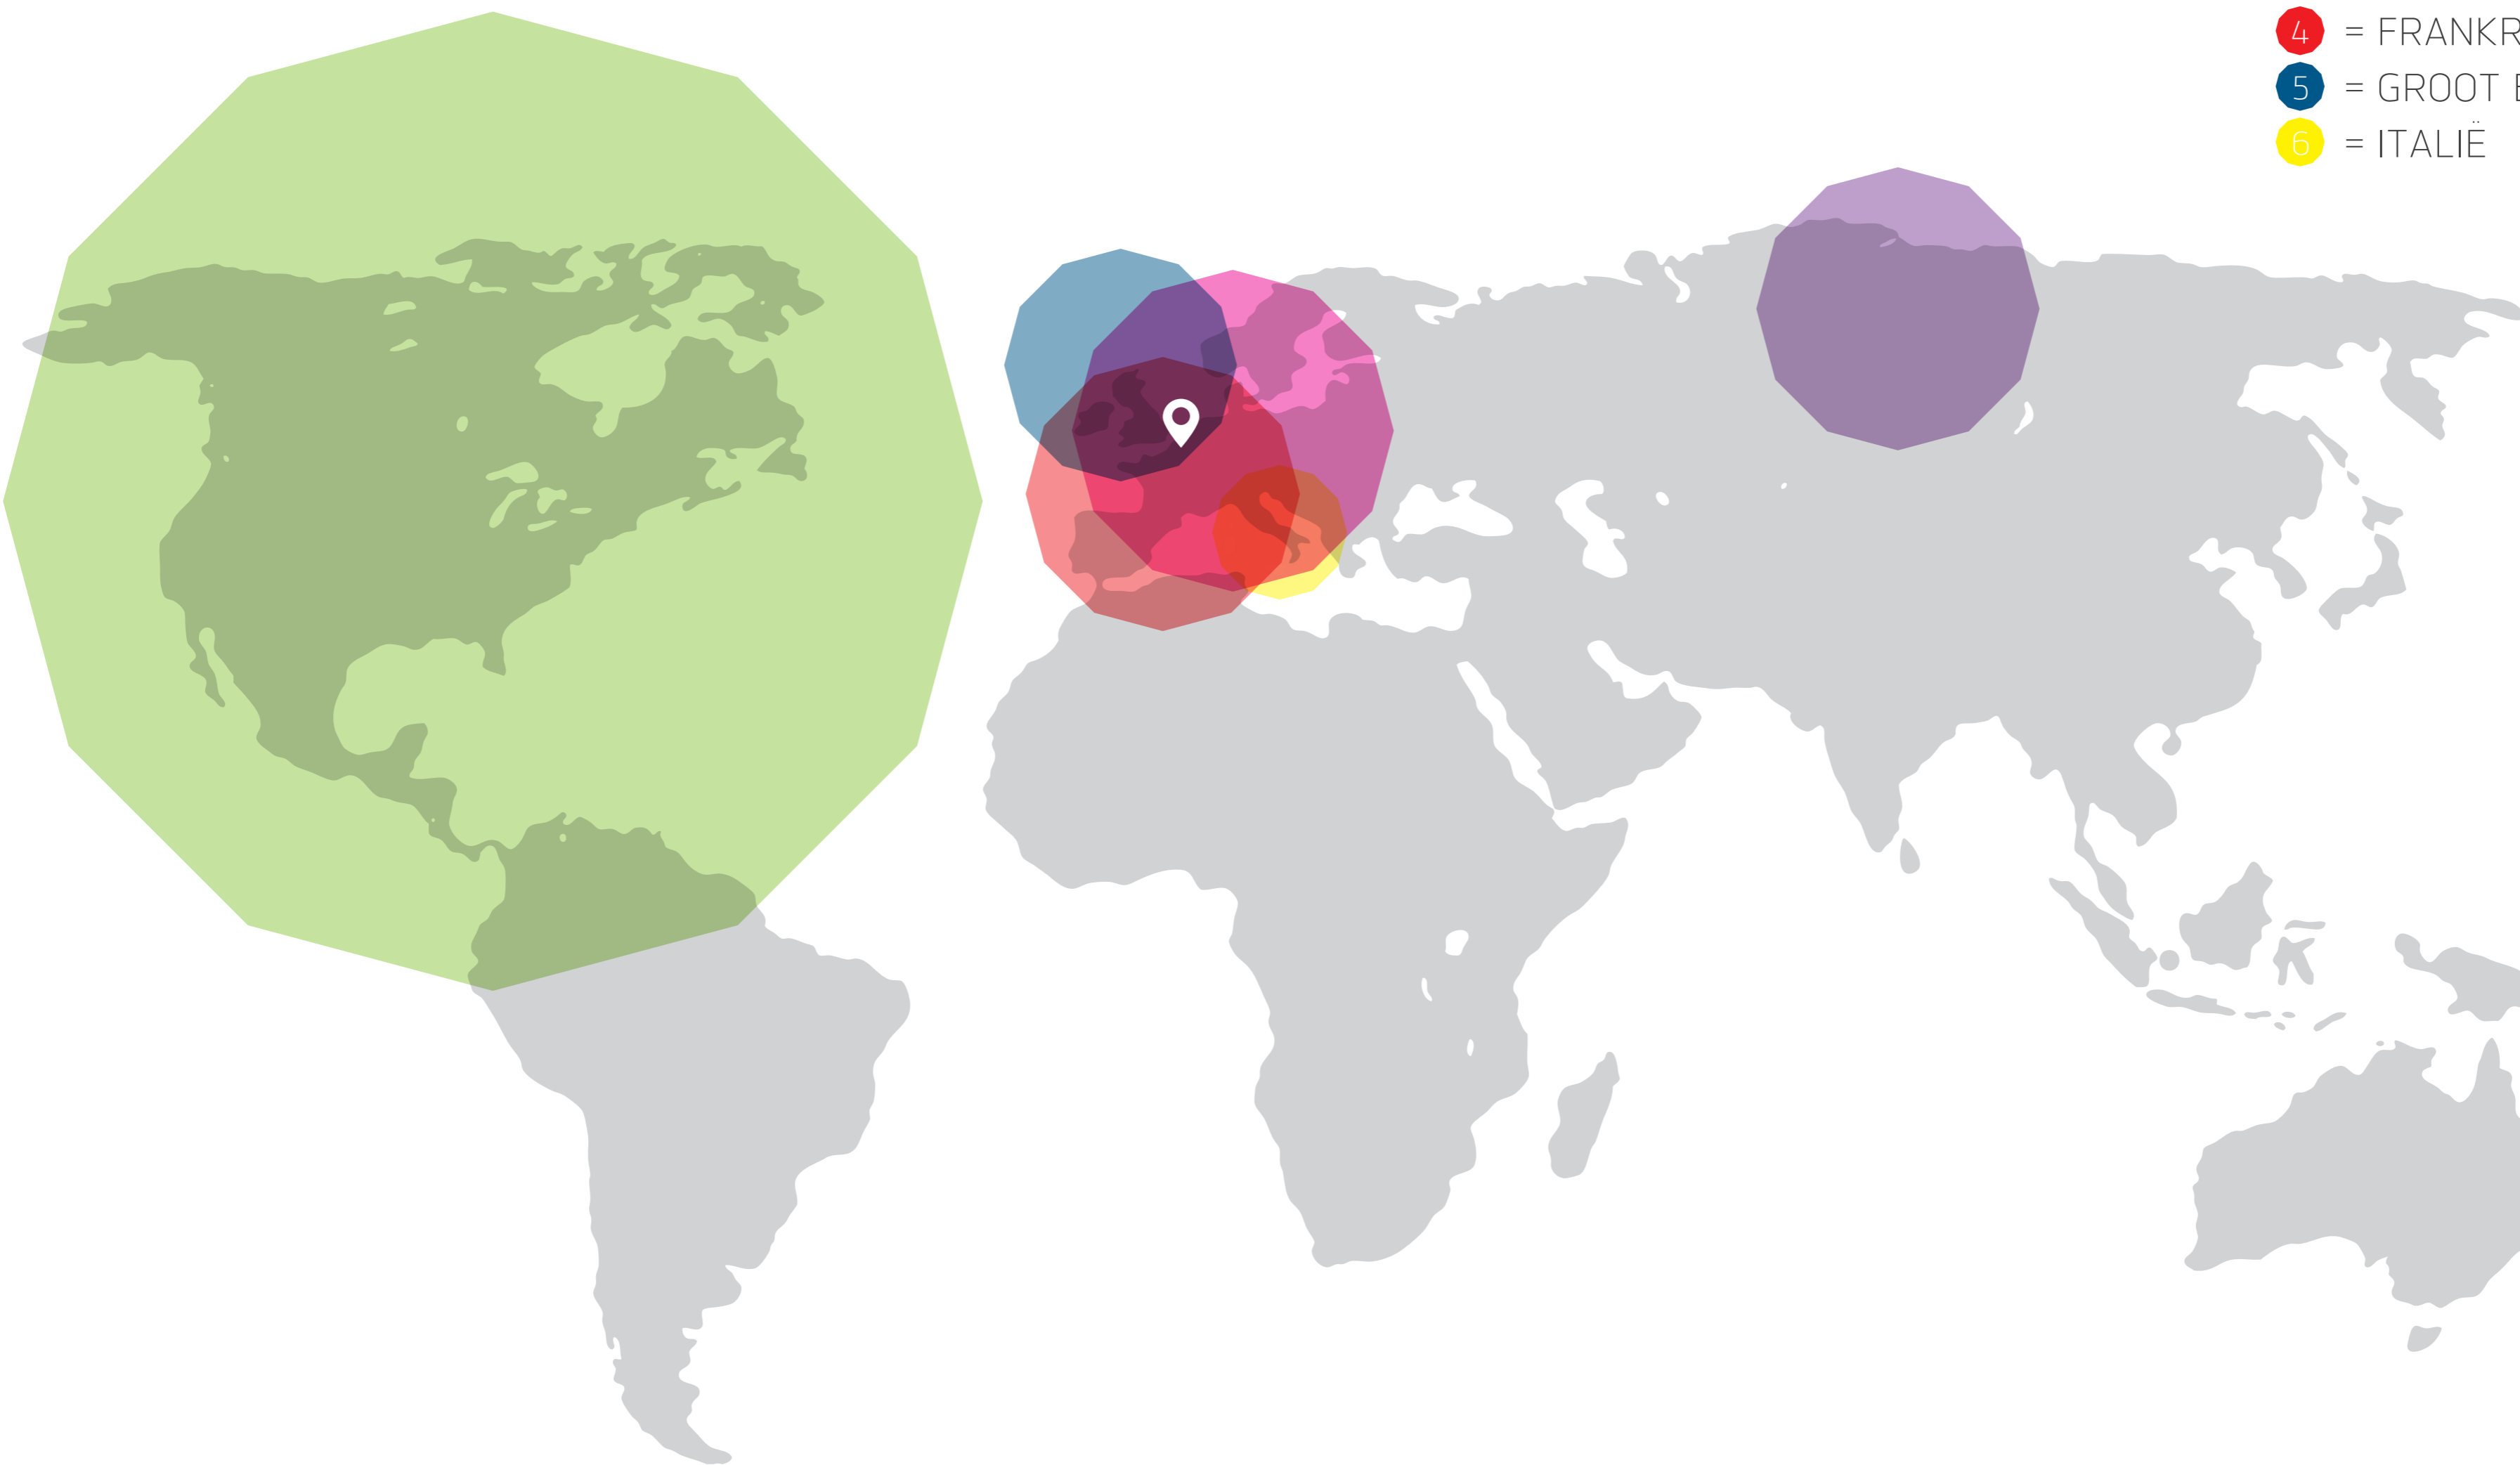 4 = FRANKR
5 = GROOT
6 = ITALIË